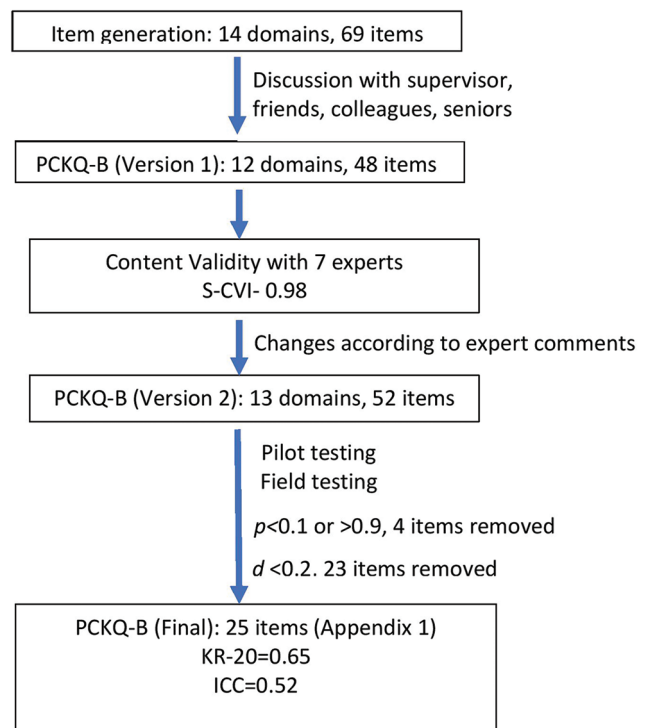 Item generation: 14 domains, 69 items
Discussion with supervisor,
friends, colleagues, seniors
PCKQ-B (Version 1): 12 domains, 48 items
Content Validity with 7 experts
S-CVI- 0.98
Changes according to expert comments
PCKQ-B (Version 2): 13 domains, 52 items
Pilot testing
Field testing
p<0.1 or >0.9, 4 items removed
d <0.2. 23 items removed
PCKQ-B (Final): 25 items (Appendix 1)
KR-20=0.65
ICC=0.52